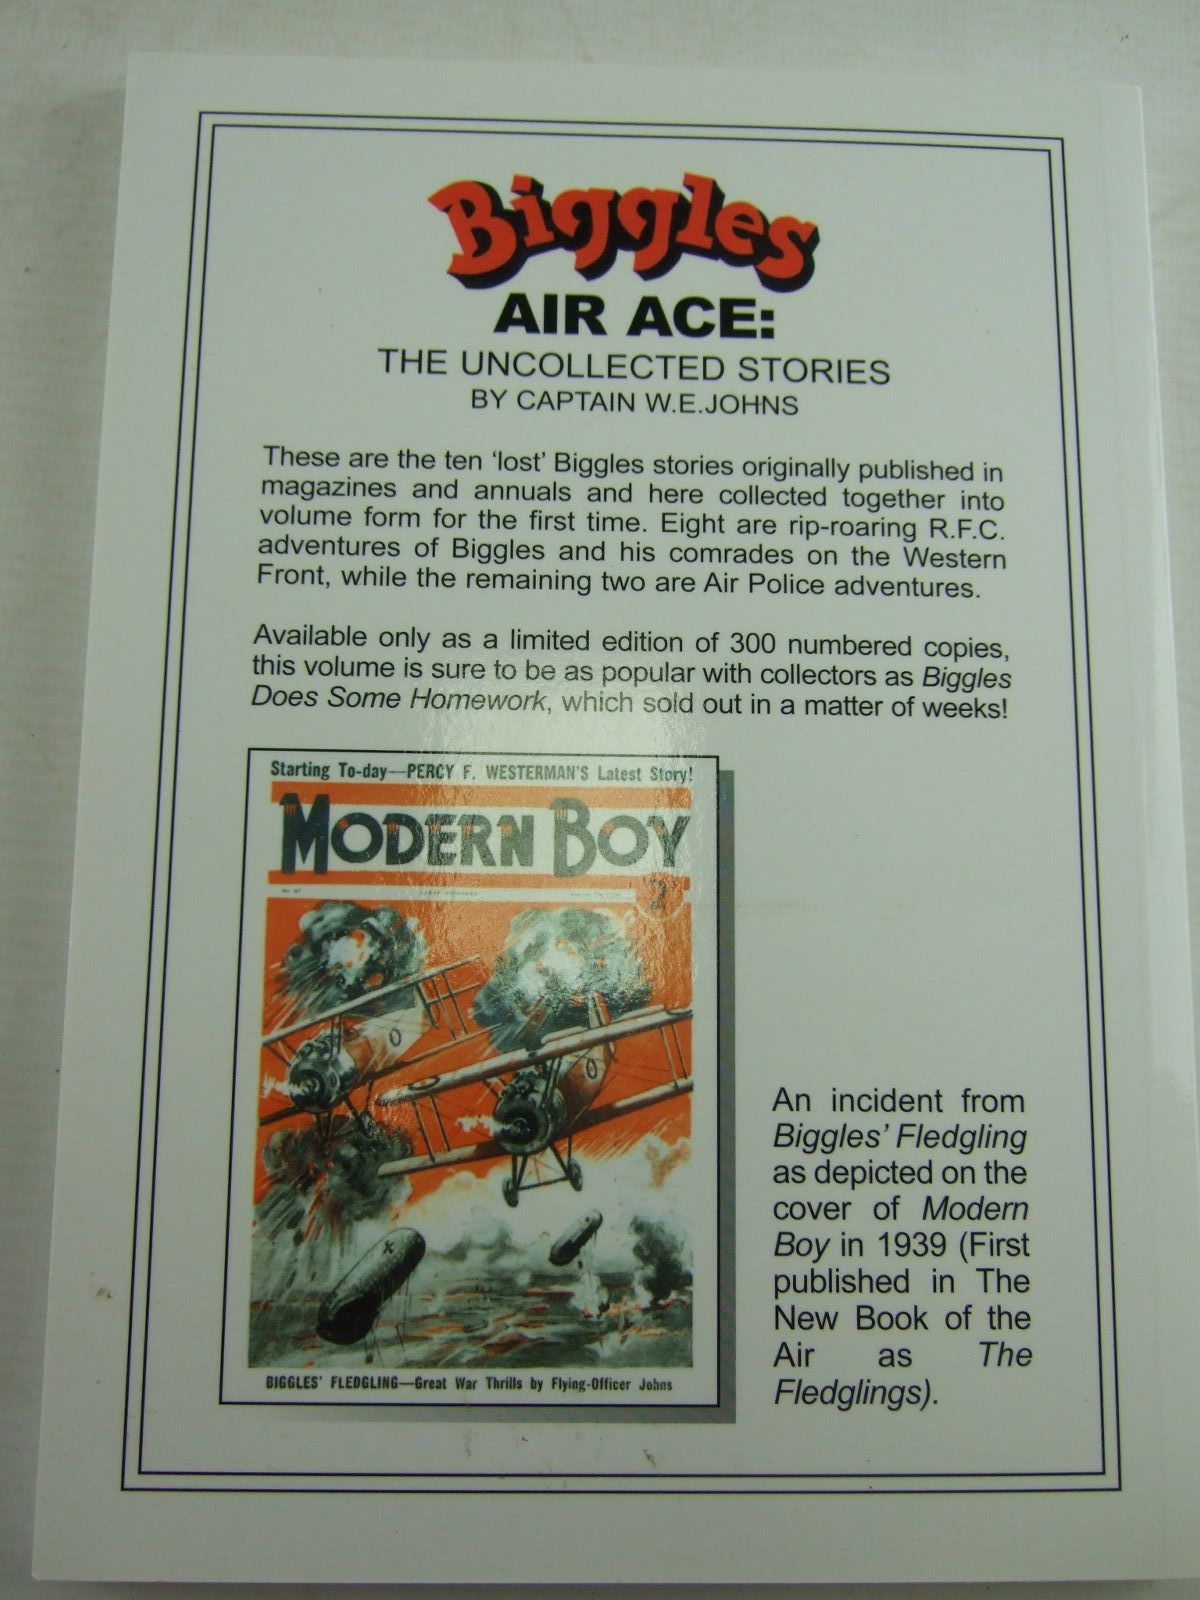 Biggles
AIR ACE:
THE UNCOLLECTED STORIES
BY CAPTAIN W.E.JOHNS
These are the ten 'lost' Biggles stories originally published in
magazines and annuals and here collected together into
volume form for the first time. Eight are rip-roaring R.F.C.
adventures of Biggles and his comrades on the Western
Front, while the remaining two are Air Police adventures.
Available only as a limited edition of 300 numbered copies,
this volume is sure to be as popular with collectors as Biggles
Does Some Homework, which sold out in a matter of weeks!
Starting To-day—PERCY F. WESTERMAN'S Latest Story!
MODERN BOY
2
BIGGLES' FLEDGLING—Great War Thrills by Flying-Officer Johns
An incident from
Biggles' Fledgling
as depicted on the
cover of Modern
Boy in 1939 (First
published in The
New Book of the
Air as The
Fledglings).